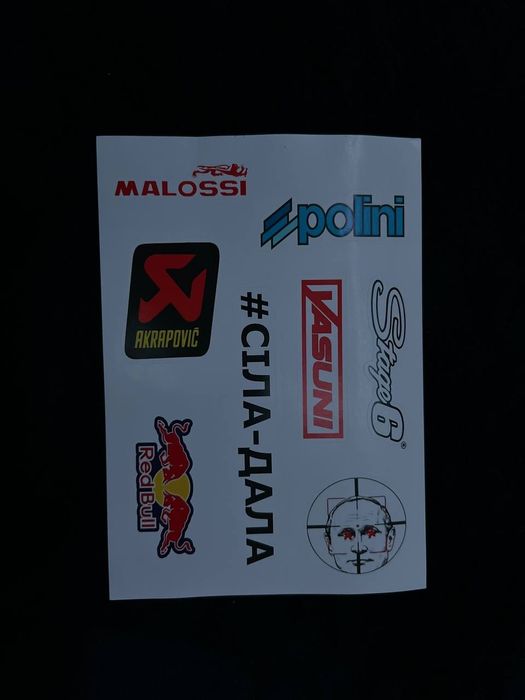 MALOSSI
polini
AKRAPOVIČ
#СІЛА-ДАЛА
YASUNI
Stage6®
Red Bull